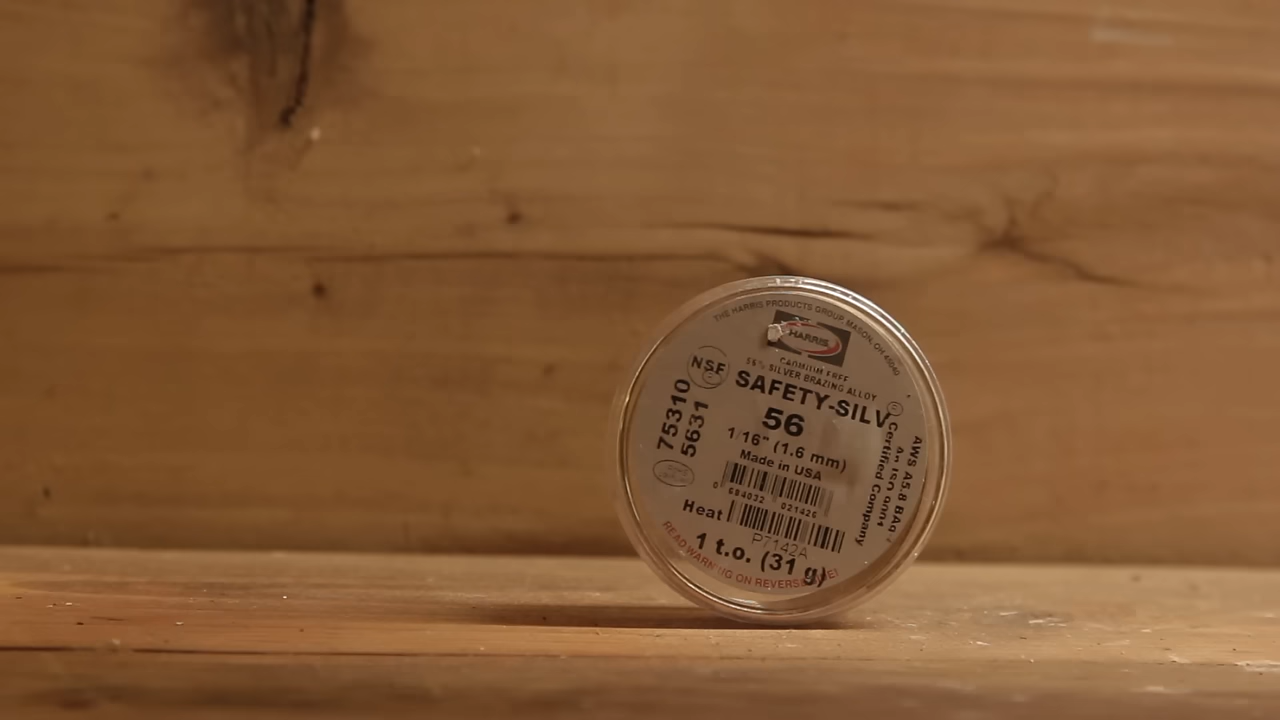 THE HARRIS PRODUCTS GROUP, MASON, OH 45040
HARRIS
NSF
CADMIUM FREE
56% SILVER BRAZING ALLOY
SAFETY-SILV
56
1/16" (1.6 mm)
Made in USA
75310
5631
0 684032 021426
Heat
P7142A
1 t.o. (31 g)
READ WARNING ON REVERSE
AWS A5.8 BAg
An ISO 9001
Certified Company